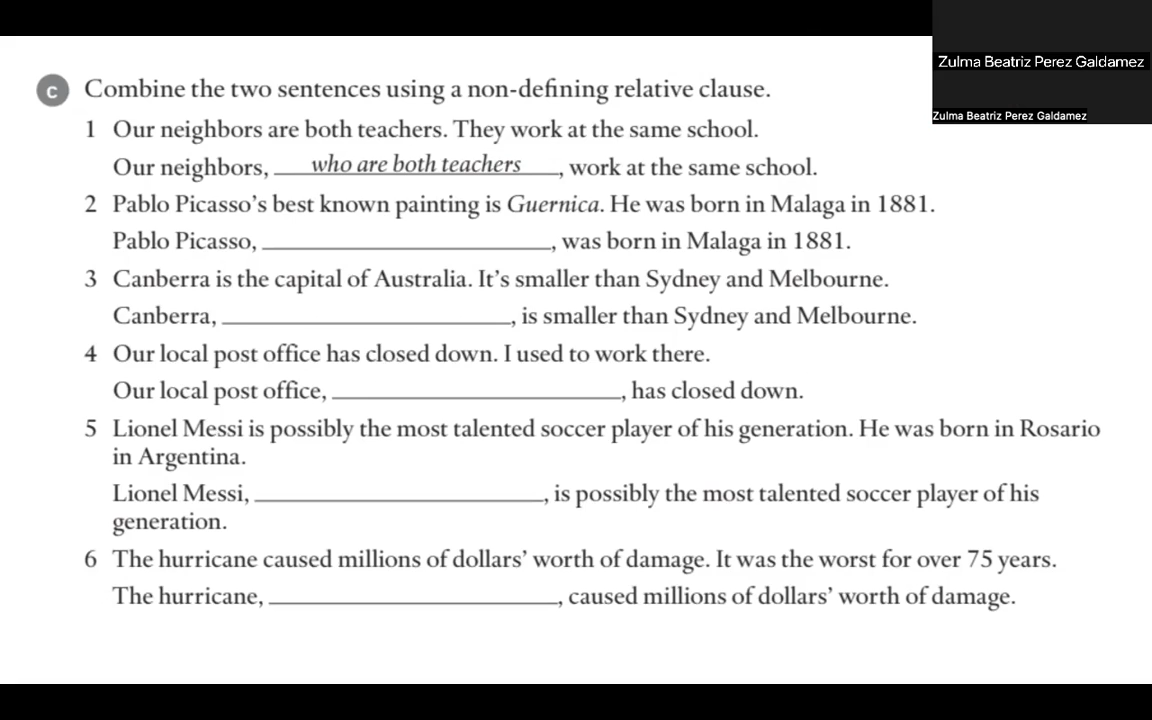 Zulma Beatriz Perez Galdamez
Zulma Beatriz Perez Galdamez
C Combine the two sentences using a non-defining relative clause.
1 Our neighbors are both teachers. They work at the same school.
Our neighbors, who are both teachers, work at the same school.
2 Pablo Picasso’s best known painting is Guernica. He was born in Malaga in 1881.
Pablo Picasso, ____________________, was born in Malaga in 1881.
3 Canberra is the capital of Australia. It’s smaller than Sydney and Melbourne.
Canberra, ____________________, is smaller than Sydney and Melbourne.
4 Our local post office has closed down. I used to work there.
Our local post office, ____________________, has closed down.
5 Lionel Messi is possibly the most talented soccer player of his generation. He was born in Rosario
in Argentina.
Lionel Messi, ____________________, is possibly the most talented soccer player of his
generation.
6 The hurricane caused millions of dollars’ worth of damage. It was the worst for over 75 years.
The hurricane, ____________________, caused millions of dollars’ worth of damage.